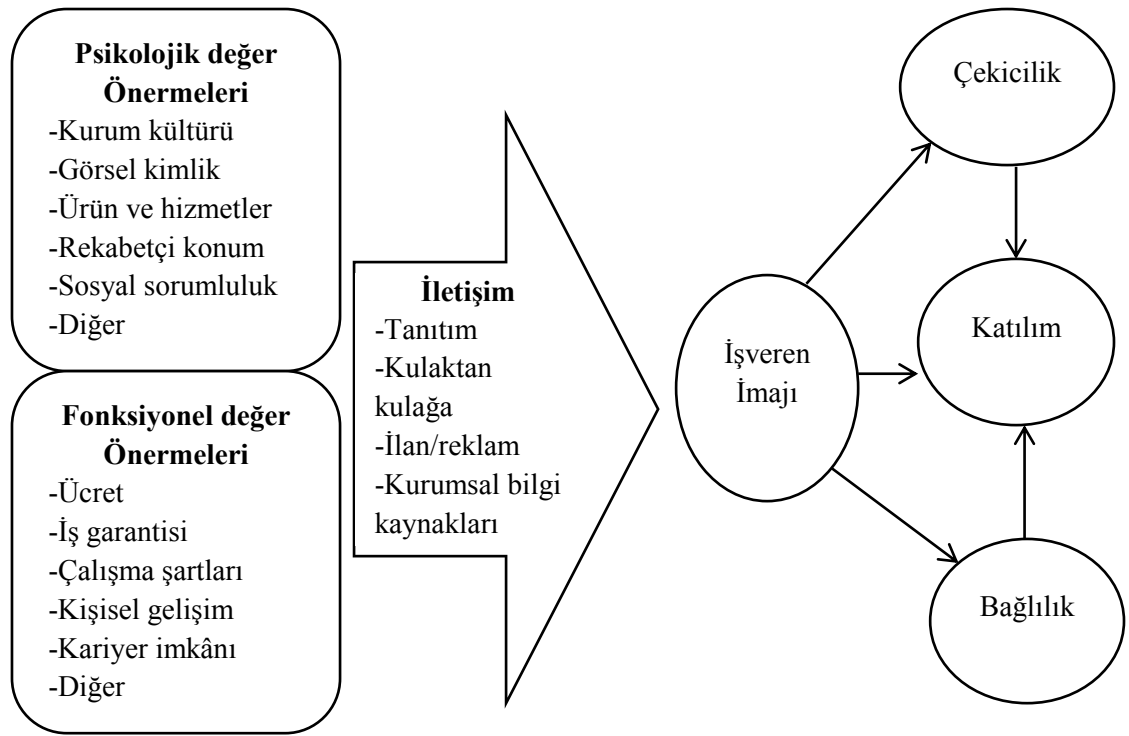 Psikolojik değer
Önermeleri
-Kurum kültürü
-Görsel kimlik
-Ürün ve hizmetler
-Rekabetçi konum
-Sosyal sorumluluk
-Diğer
Fonksiyonel değer
Önermeleri
-Ücret
-İş garantisi
-Çalışma şartları
-Kişisel gelişim
-Kariyer imkânı
-Diğer
İletişim
-Tanıtım
-Kulaktan
kulağa
-İlan/reklam
-Kurumsal bilgi
kaynakları
İşveren
İmajı
Çekicilik
Katılım
Bağlılık